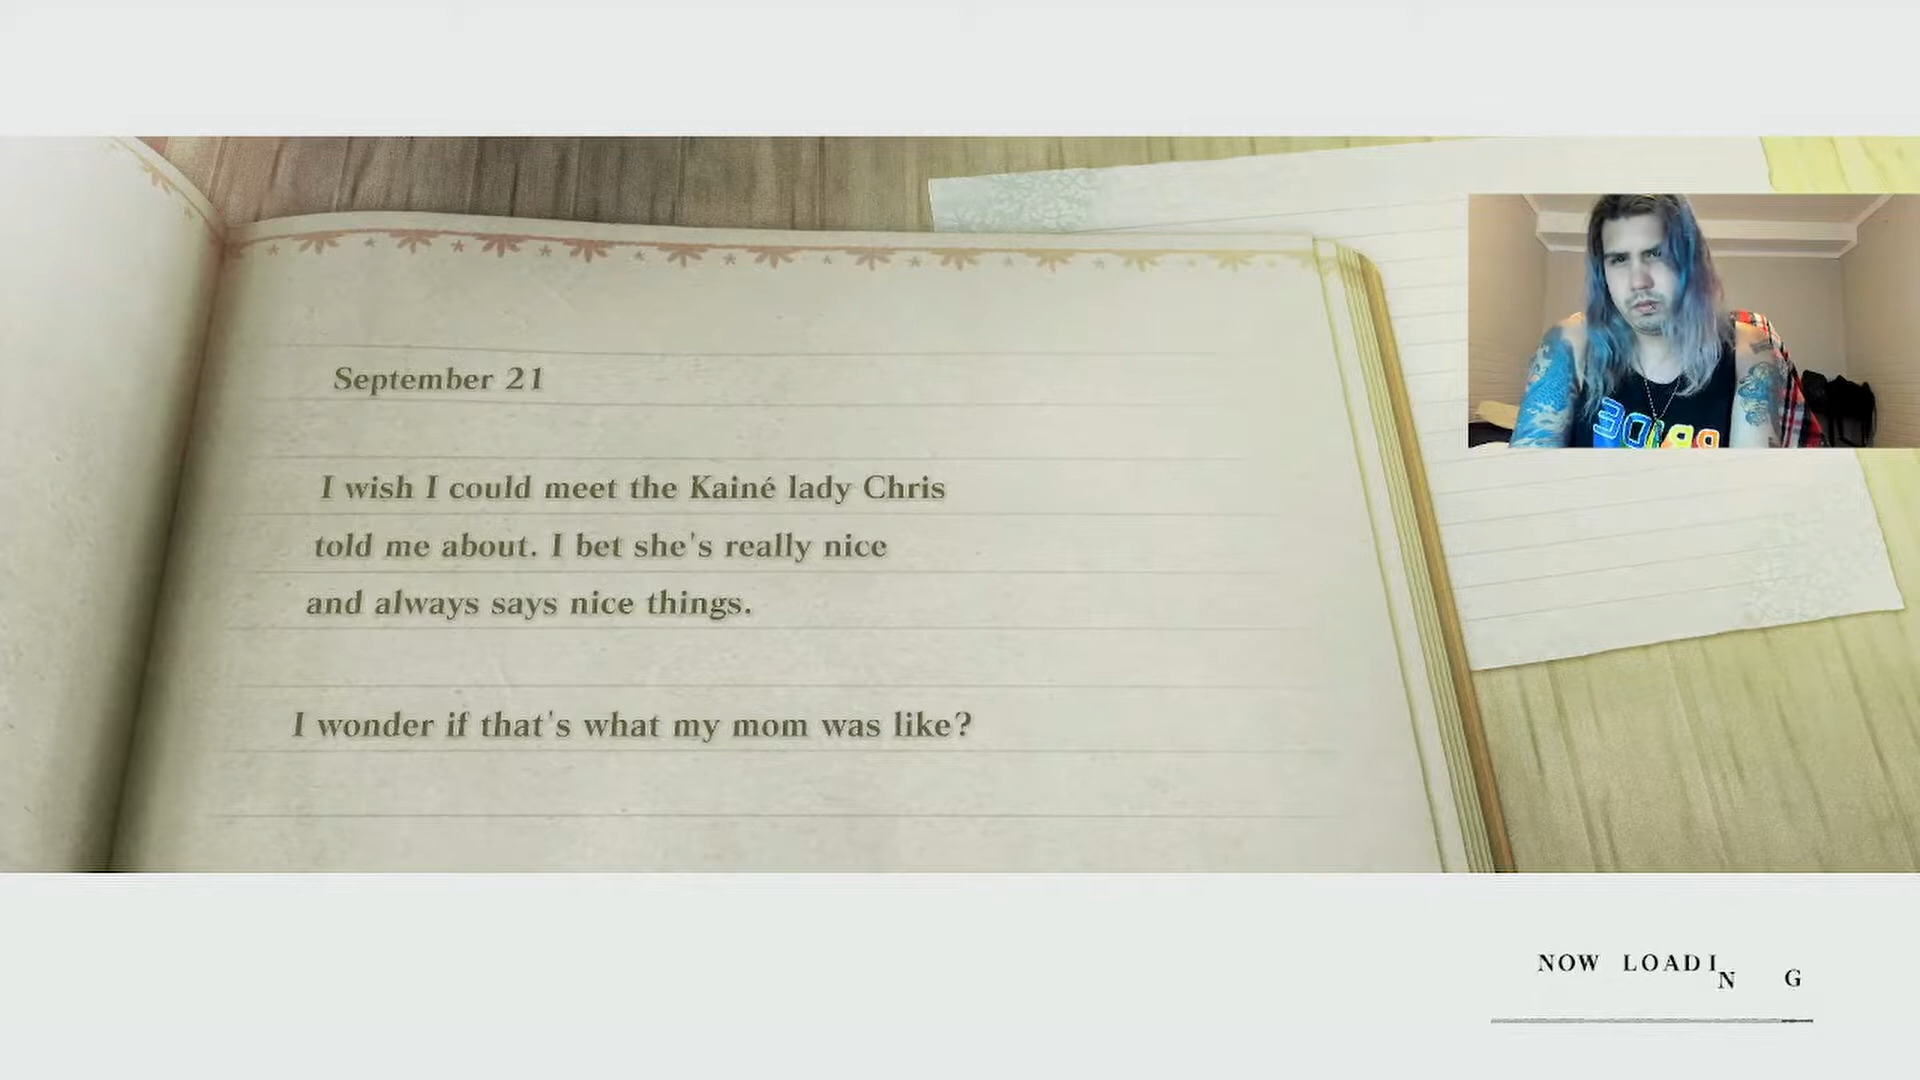 September 21
I wish I could meet the Kainé lady Chris
told me about. I bet she's really nice
and always says nice things.
I wonder if that's what my mom was like?
PRIDE
NOW LOADING